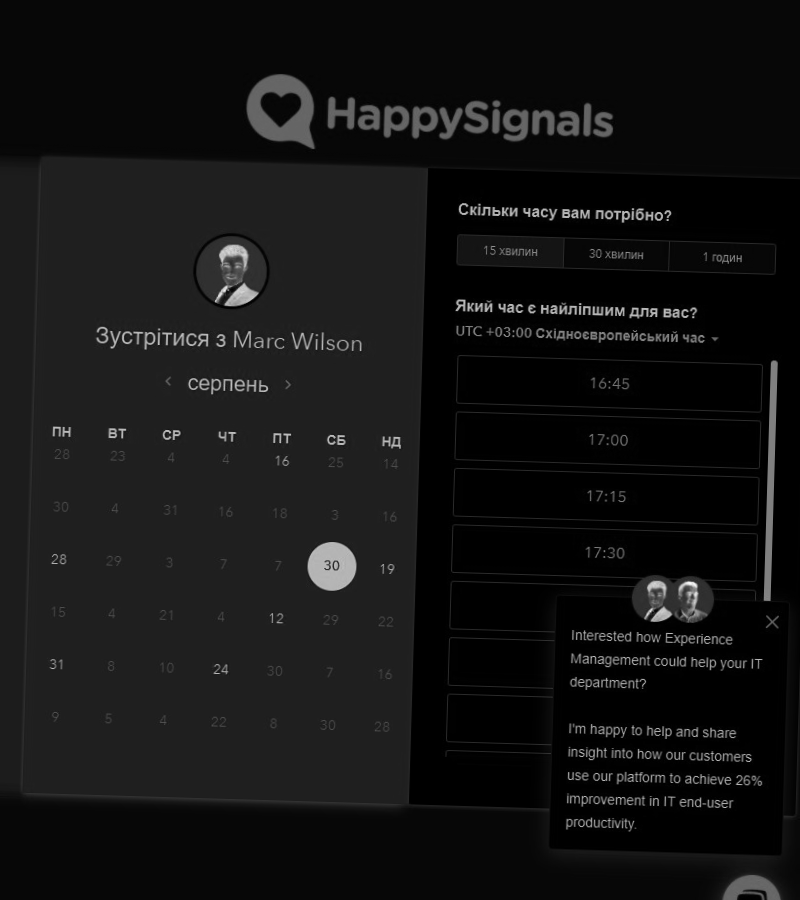 HappySignals
Зустрітися з Marc Wilson
серпень
ПН ВТ СР ЧТ ПТ СБ НД
28 23 4 4 16 25 14
30 4 31 16 18 3 16
28 29 3 7 7 30 19
15 4 21 4 12 29 22
31 8 10 24 30 7 16
9 5 4 22 8 30 28
Скільки часу вам потрібно?
15 хвилин 30 хвилин 1 годин
Який час є найліпшим для вас?
UTC +03:00 Східноєвропейський час
16:45
17:00
17:15
17:30
Interested how Experience
Management could help your IT
department?
I'm happy to help and share
insight into how our customers
use our platform to achieve 26%
improvement in IT end-user
productivity.